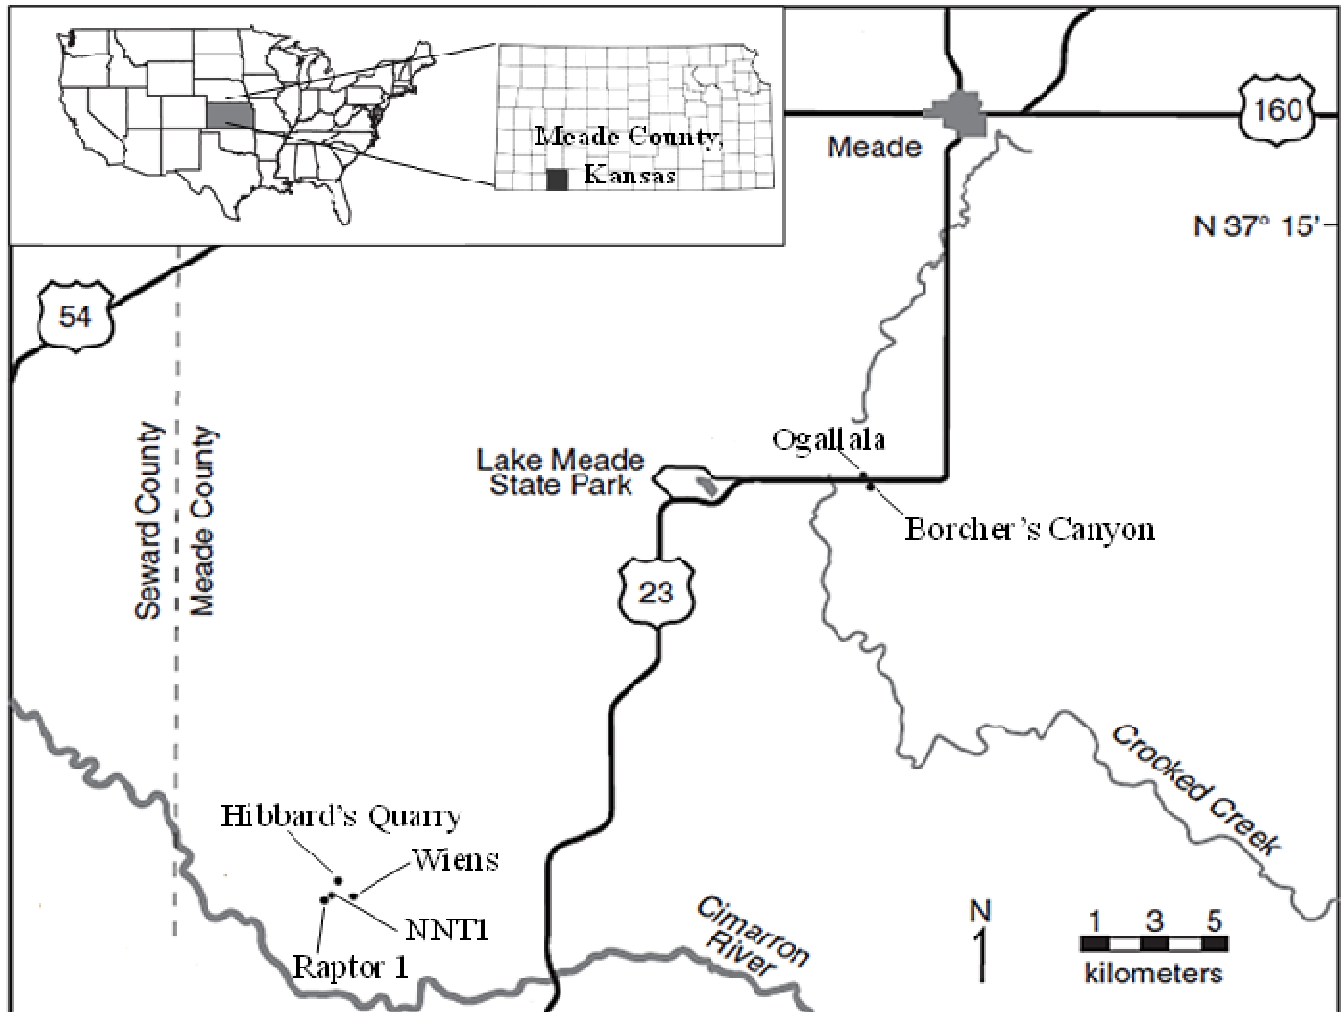 Meade County,
Kansas
160
Meade
N 37° 15'
54
Seward County
Meade County
Ogallala
Lake Meade
State Park
Borcher's Canyon
23
Crooked Creek
Hibbard's Quarry
Wiens
NNT1
Raptor 1
Cimarron
River
N
1 3 5
kilometers